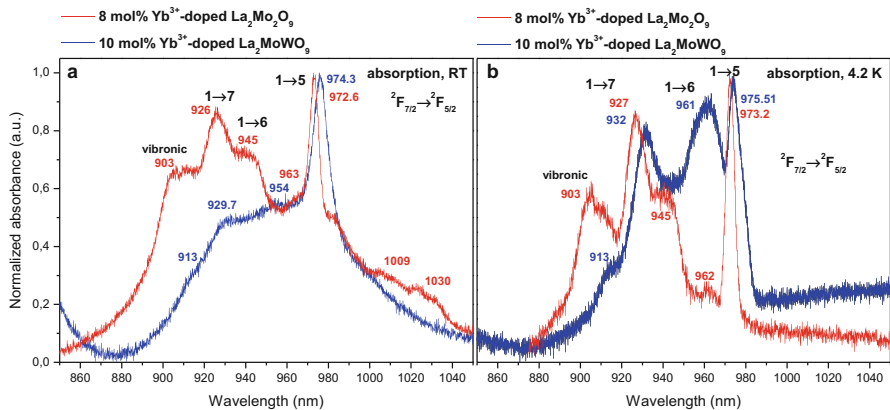 8 mol% Yb³⁺-doped La₂Mo₂O₉
10 mol% Yb³⁺-doped La₂MoWO₉
8 mol% Yb³⁺-doped La₂Mo₂O₉
10 mol% Yb³⁺-doped La₂MoWO₉
Normalized absorbance (a.u.)
1,0
0,8
0,6
0,4
0,2
0,0
a
absorption, RT
²F₇/₂→²F₅/₂
1→7
1→6
1→5
974.3
972.6
926
945
vibronic
903
963
954
929.7
913
1009
1030
860 880 900 920 940 960 980 1000 1020 1040
Wavelength (nm)
b
absorption, 4.2 K
²F₇/₂→²F₅/₂
1→7
1→6
1→5
927
932
961
975.51
973.2
vibronic
903
945
913
962
860 880 900 920 940 960 980 1000 1020 1040
Wavelength (nm)